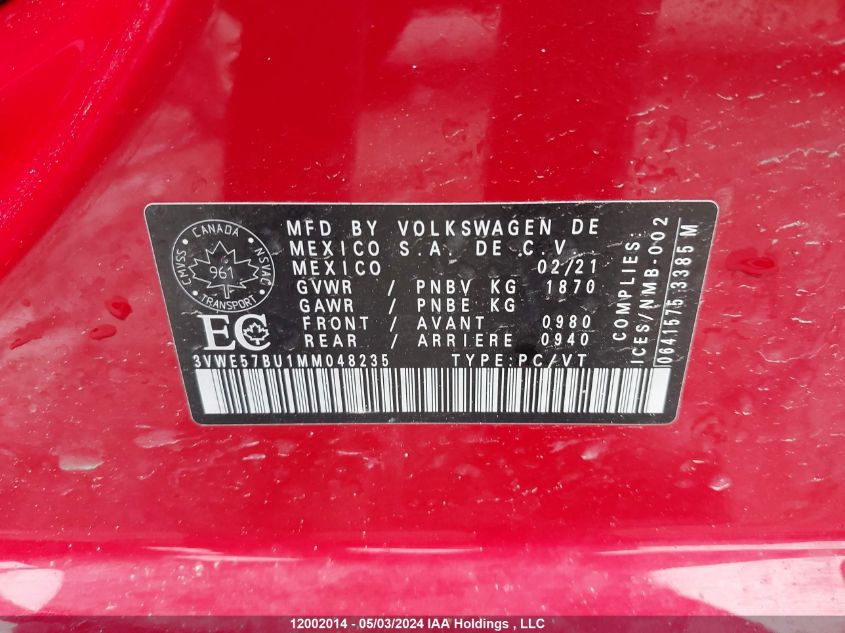 CANADA
CMVSS NSVAC
961
TRANSPORT
EC
MFD BY VOLKSWAGEN DE
MEXICO S.A. DE C.V.
MEXICO 02/21
GVWR / PNBV KG 1870
GAWR / PNBE KG
FRONT / AVANT 0980
REAR / ARRIERE 0940
3VWE57BU1MM048235 TYPE:PC/VT
COMPLIES:
ICES/NMB-002
0641575 3385 M
12002014 - 05/03/2024 IAA Holdings , LLC